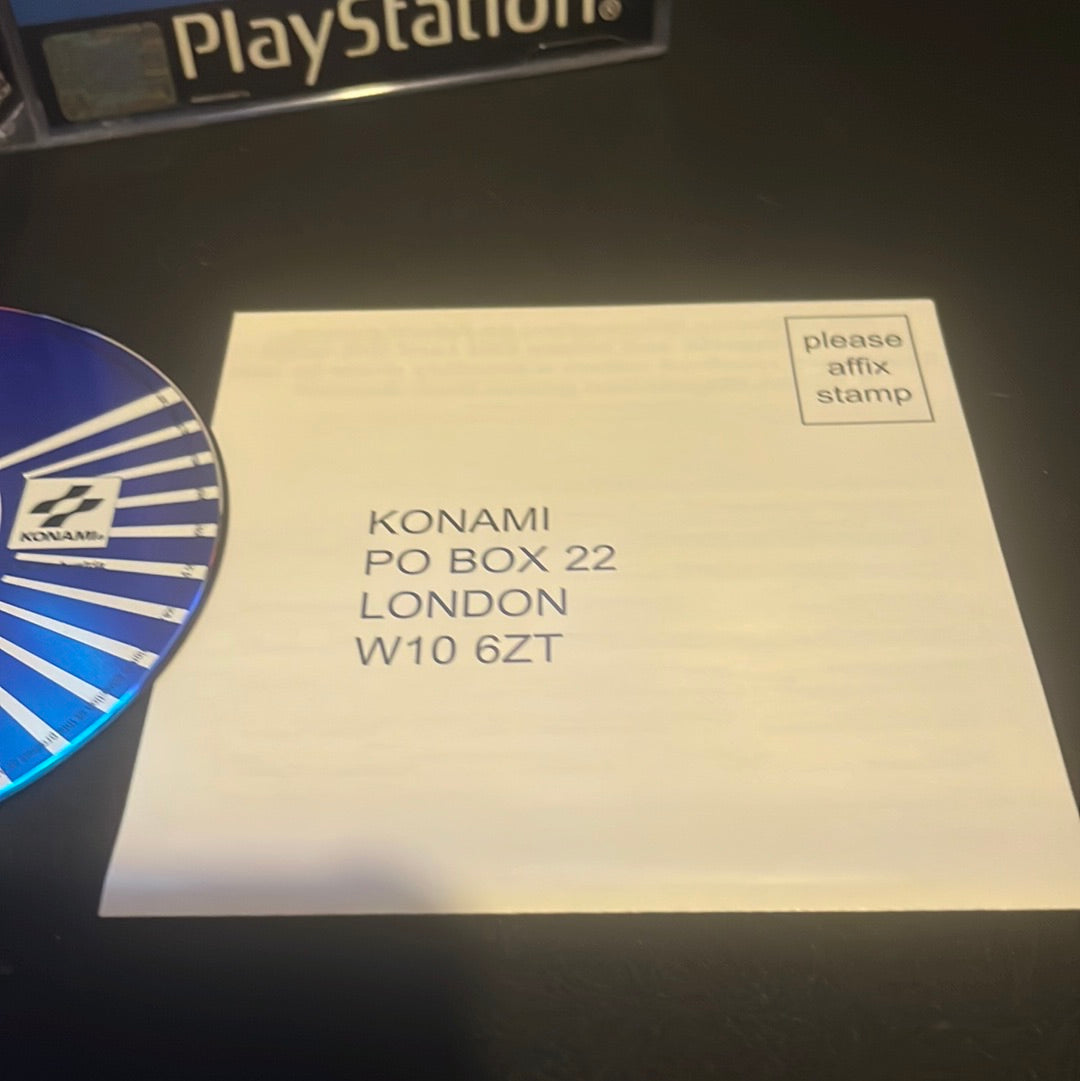 PlayStation®
please
affix
stamp
KONAMI
PO BOX 22
LONDON
W10 6ZT
KONAMI®